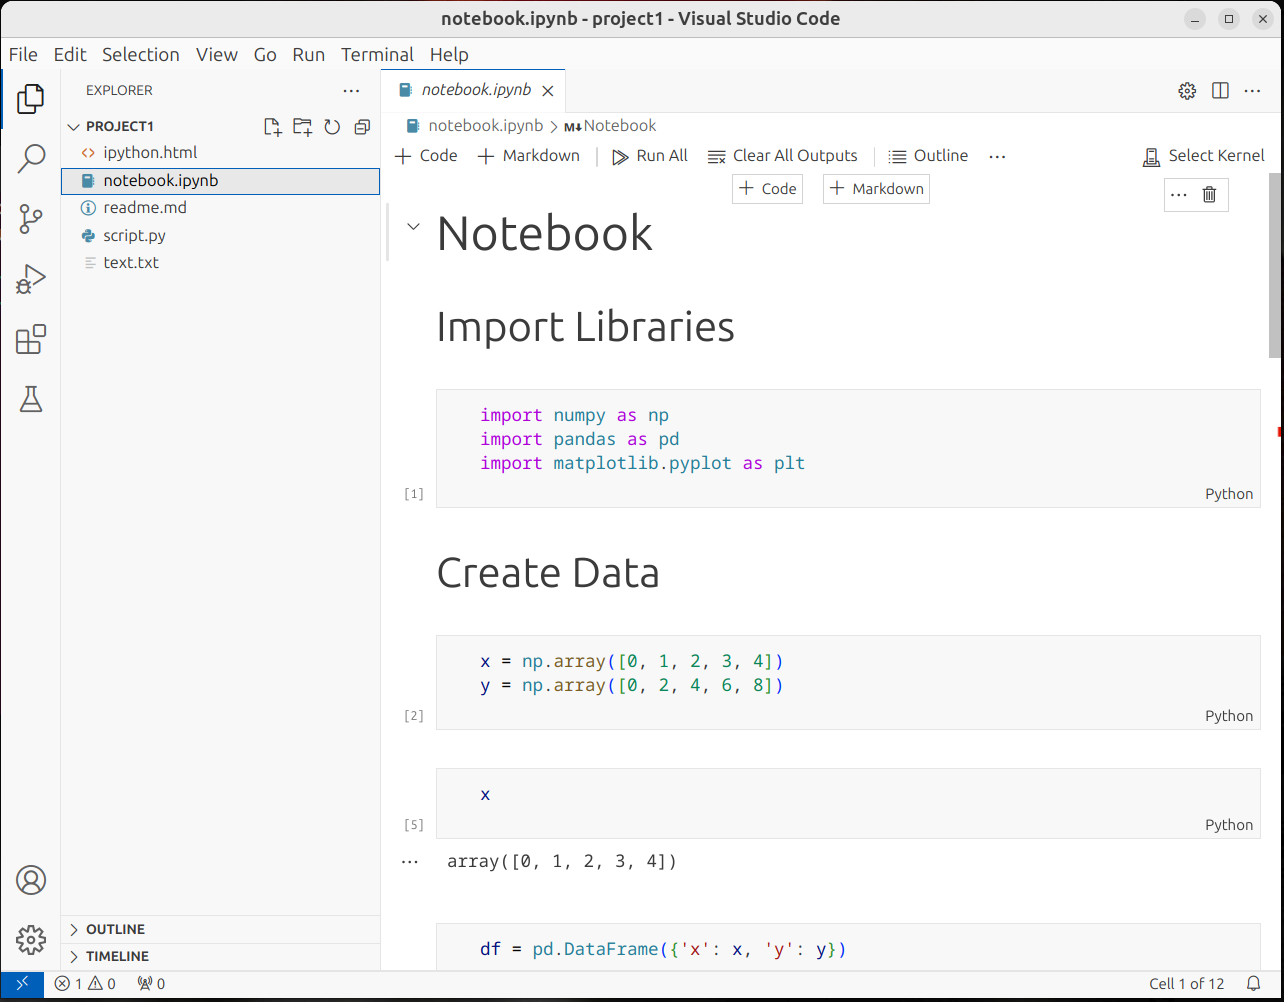 notebook.ipynb - project1 - Visual Studio Code
File Edit Selection View Go Run Terminal Help
EXPLORER
PROJECT1
ipython.html
notebook.ipynb
readme.md
script.py
text.txt
OUTLINE
TIMELINE
notebook.ipynb
notebook.ipynb > M Notebook
+ Code + Markdown Run All Clear All Outputs Outline Select Kernel
+ Code + Markdown
Notebook
Import Libraries
import numpy as np
import pandas as pd
import matplotlib.pyplot as plt
[1] Python
Create Data
x = np.array([0, 1, 2, 3, 4])
y = np.array([0, 2, 4, 6, 8])
[2] Python
x
[5] Python
array([0, 1, 2, 3, 4])
df = pd.DataFrame({'x': x, 'y': y})
1 0 0 Cell 1 of 12